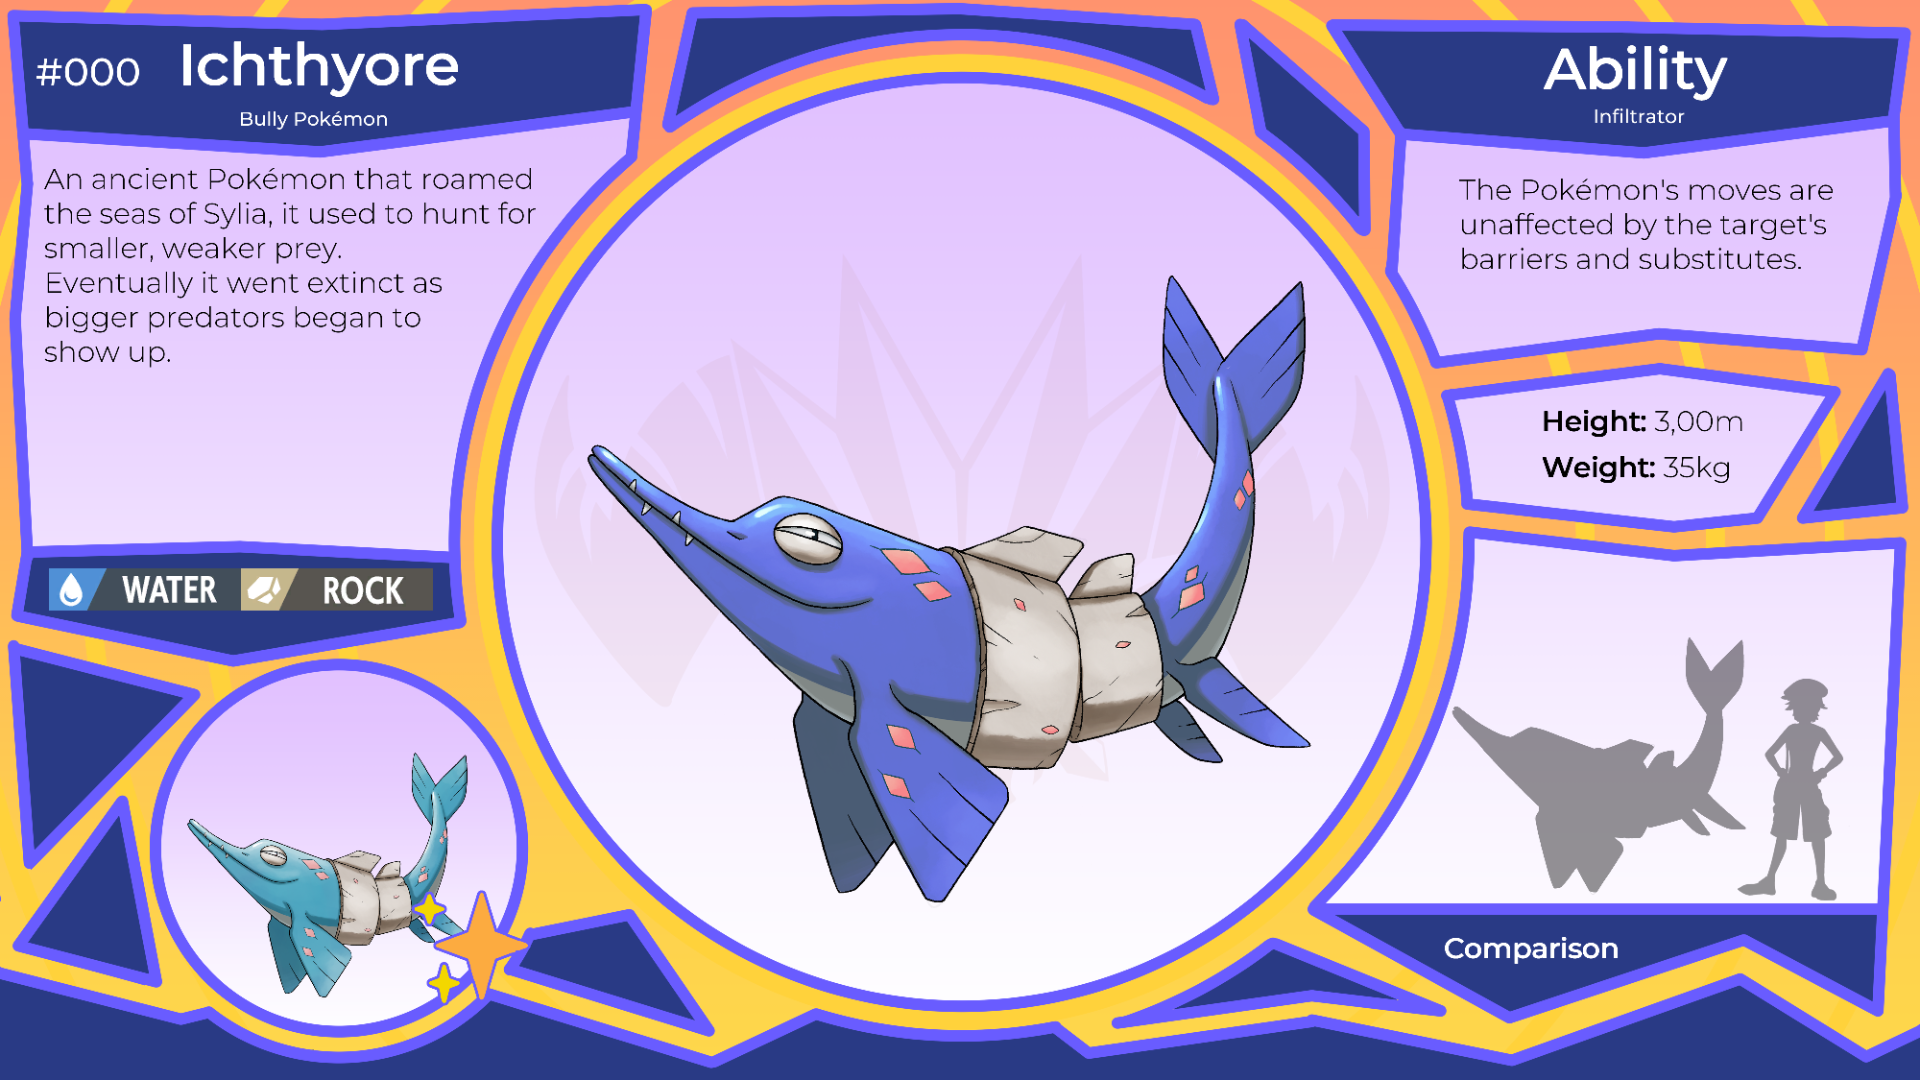 #000 Ichthyore
Bully Pokémon
An ancient Pokémon that roamed
the seas of Sylia, it used to hunt for
smaller, weaker prey.
Eventually it went extinct as
bigger predators began to
show up.
WATER ROCK
Ability
Infiltrator
The Pokémon's moves are
unaffected by the target's
barriers and substitutes.
Height: 3,00m
Weight: 35kg
Comparison